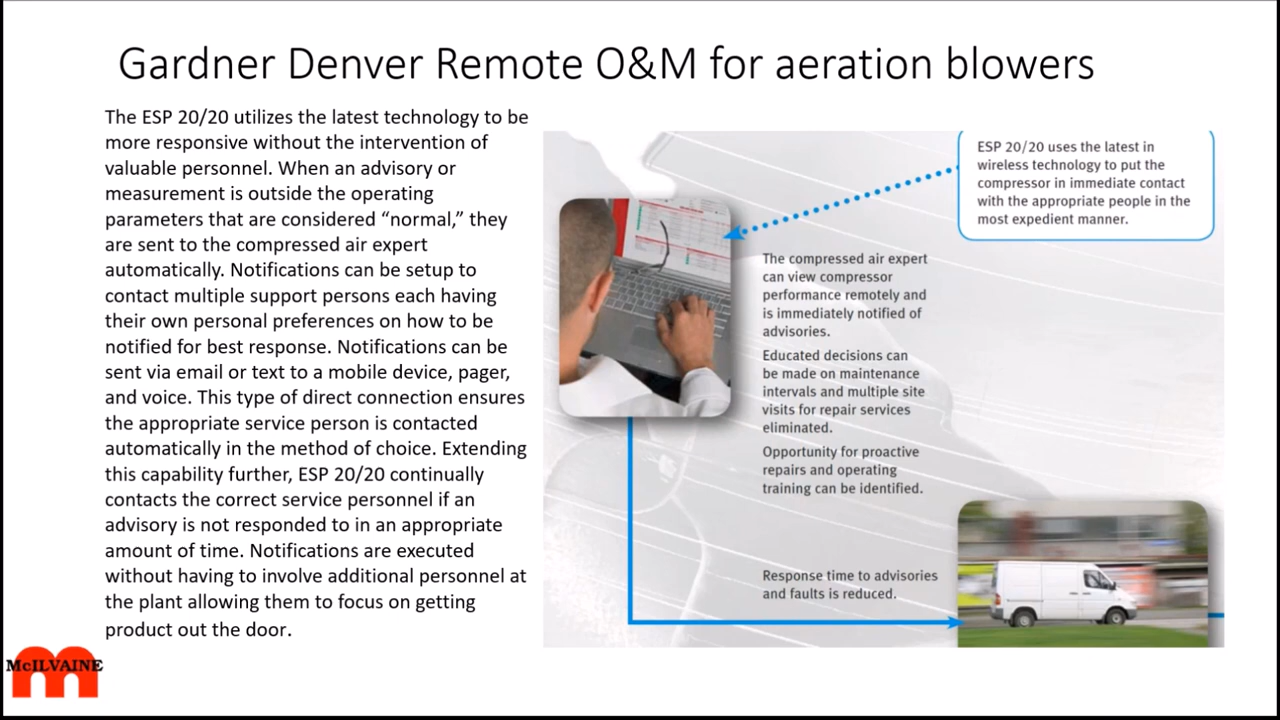 Gardner Denver Remote O&M for aeration blowers
The ESP 20/20 utilizes the latest technology to be
more responsive without the intervention of
valuable personnel. When an advisory or
measurement is outside the operating
parameters that are considered “normal,” they
are sent to the compressed air expert
automatically. Notifications can be setup to
contact multiple support persons each having
their own personal preferences on how to be
notified for best response. Notifications can be
sent via email or text to a mobile device, pager,
and voice. This type of direct connection ensures
the appropriate service person is contacted
automatically in the method of choice. Extending
this capability further, ESP 20/20 continually
contacts the correct service personnel if an
advisory is not responded to in an appropriate
amount of time. Notifications are executed
without having to involve additional personnel at
the plant allowing them to focus on getting
product out the door.
ESP 20/20 uses the latest in
wireless technology to put the
compressor in immediate contact
with the appropriate people in the
most expedient manner.
The compressed air expert
can view compressor
performance remotely and
is immediately notified of
advisories.
Educated decisions can
be made on maintenance
intervals and multiple site
visits for repair services
eliminated.
Opportunity for proactive
repairs and operating
training can be identified.
Response time to advisories
and faults is reduced.
McILVAINE